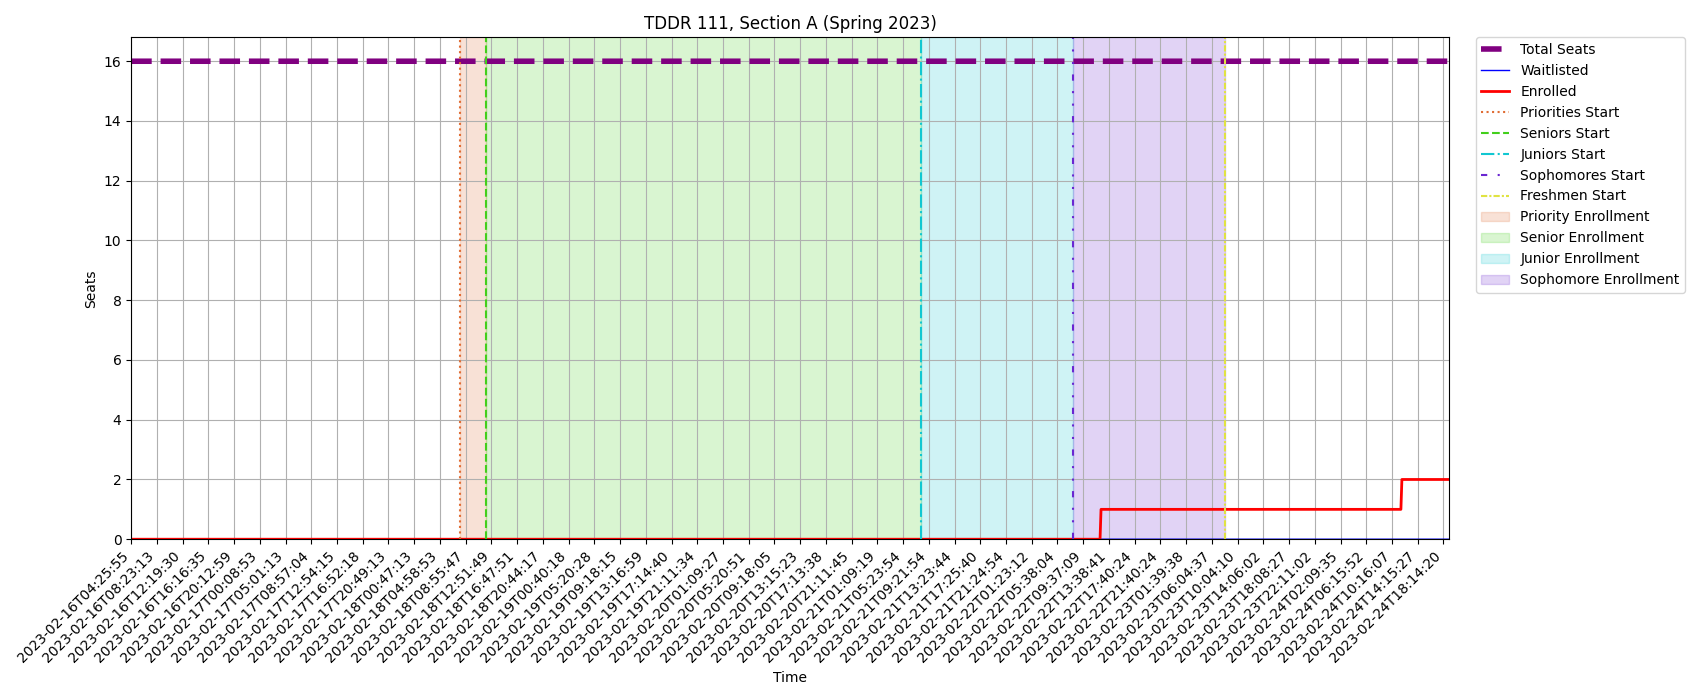 TDDR 111, Section A (Spring 2023)
Seats
16
14
12
10
8
6
4
2
0
2023-02-16T04:25:55
2023-02-16T08:23:13
2023-02-16T12:19:30
2023-02-16T16:16:35
2023-02-16T20:12:59
2023-02-17T00:08:53
2023-02-17T05:01:13
2023-02-17T08:57:04
2023-02-17T12:54:15
2023-02-17T16:52:18
2023-02-17T20:49:13
2023-02-18T00:47:13
2023-02-18T04:58:53
2023-02-18T08:55:47
2023-02-18T12:51:49
2023-02-18T16:47:51
2023-02-18T20:44:17
2023-02-19T00:40:18
2023-02-19T05:20:28
2023-02-19T09:18:15
2023-02-19T13:16:59
2023-02-19T17:14:40
2023-02-19T21:11:34
2023-02-20T01:09:27
2023-02-20T05:20:51
2023-02-20T09:18:05
2023-02-20T13:15:23
2023-02-20T17:13:38
2023-02-20T21:11:45
2023-02-21T01:09:19
2023-02-21T05:23:54
2023-02-21T09:21:54
2023-02-21T13:23:44
2023-02-21T17:25:40
2023-02-21T21:24:54
2023-02-22T01:23:12
2023-02-22T05:38:04
2023-02-22T09:37:09
2023-02-22T13:38:41
2023-02-22T17:40:24
2023-02-22T21:40:24
2023-02-23T01:39:38
2023-02-23T06:04:37
2023-02-23T10:04:10
2023-02-23T14:06:02
2023-02-23T18:08:27
2023-02-23T22:11:02
2023-02-24T02:09:35
2023-02-24T06:15:52
2023-02-24T10:16:07
2023-02-24T14:15:27
2023-02-24T18:14:20
Time
Total Seats
Waitlisted
Enrolled
Priorities Start
Seniors Start
Juniors Start
Sophomores Start
Freshmen Start
Priority Enrollment
Senior Enrollment
Junior Enrollment
Sophomore Enrollment